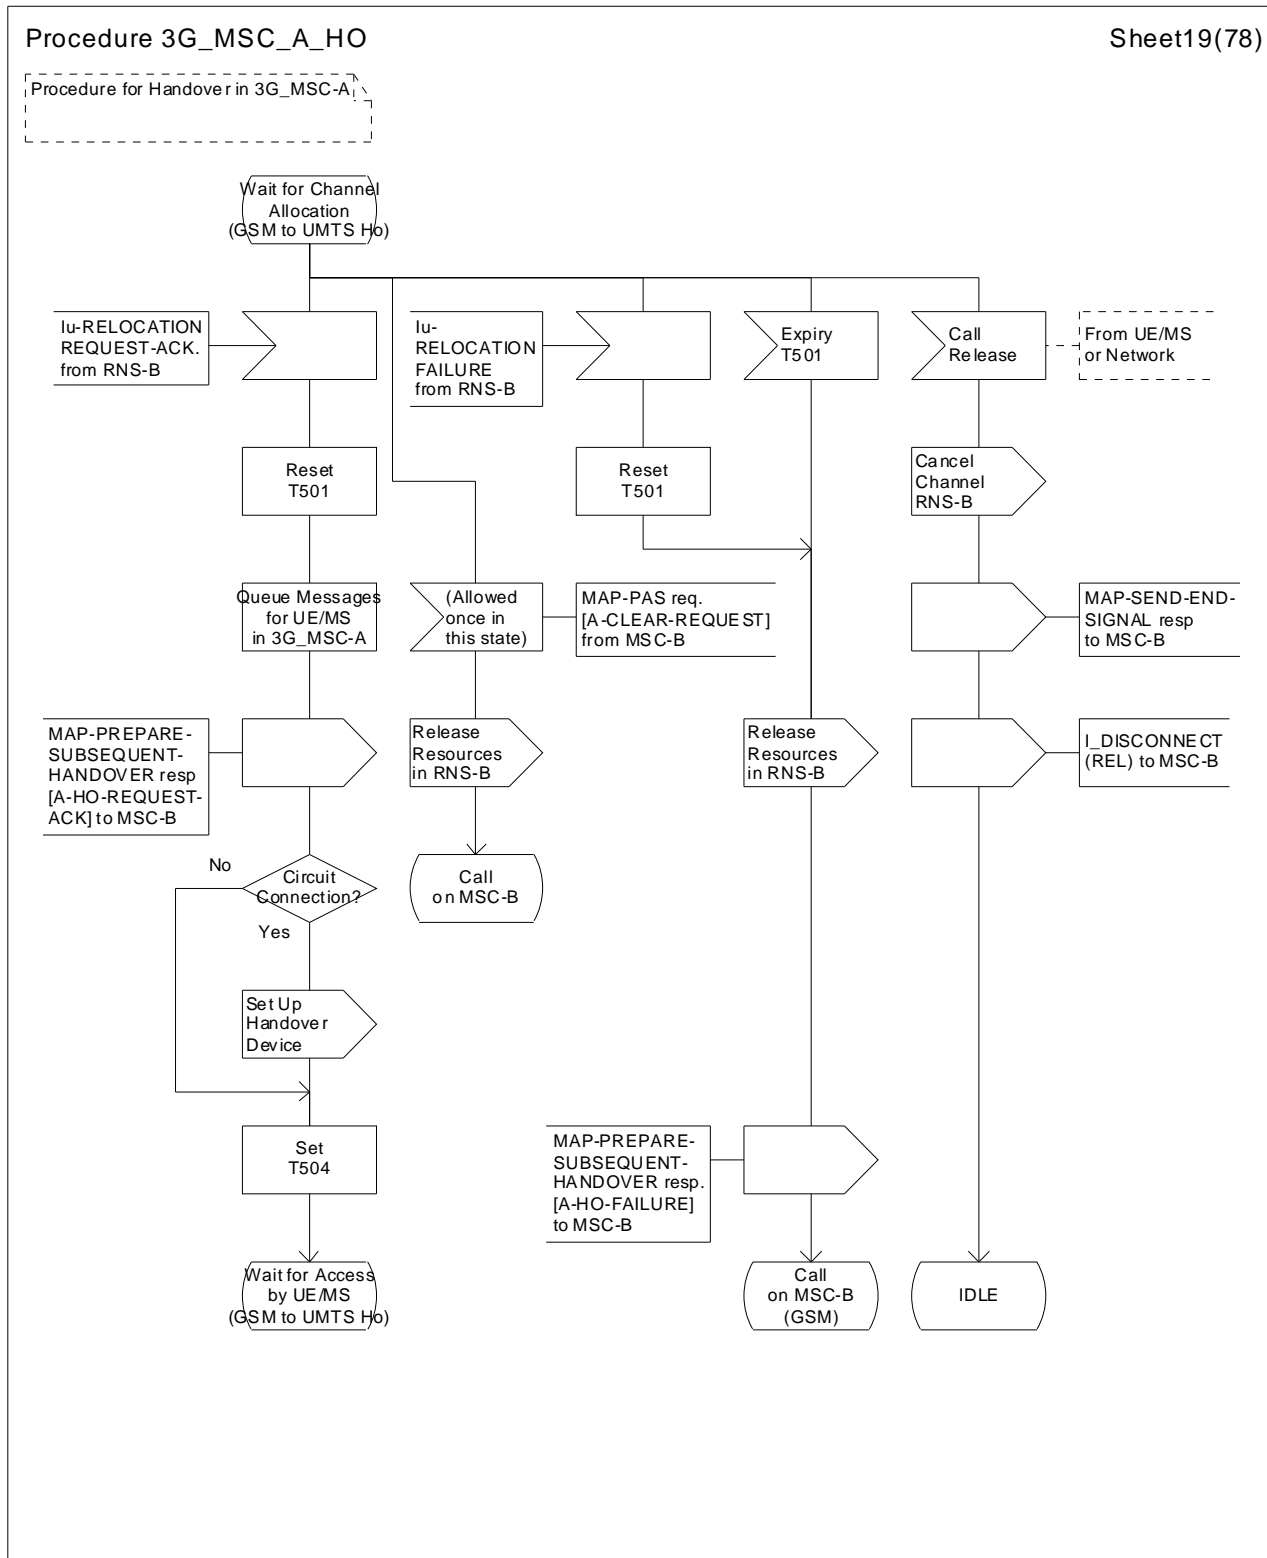 Procedure 3G_MSC_A_HO
Sheet19(78)
Procedure for Handover in 3G_MSC-A
Wait for Channel
Allocation
(GSM to UMTS Ho)
Iu-RELOCATION
REQUEST-ACK.
from RNS-B
Iu-
RELOCATION
FAILURE
from RNS-B
Expiry
T501
Call
Release
From UE/MS
or Network
Reset
T501
Reset
T501
Cancel
Channel
RNS-B
Queue Messages
for UE/MS
in 3G_MSC-A
(Allowed
once in
this state)
MAP-PAS req.
[A-CLEAR-REQUEST]
from MSC-B
MAP-SEND-END-
SIGNAL resp
to MSC-B
MAP-PREPARE-
SUBSEQUENT-
HANDOVER resp
[A-HO-REQUEST-
ACK] to MSC-B
Release
Resources
in RNS-B
Release
Resources
in RNS-B
I_DISCONNECT
(REL) to MSC-B
No
Circuit
Connection?
Yes
Call
on MSC-B
Set Up
Handover
Device
Set
T504
MAP-PREPARE-
SUBSEQUENT-
HANDOVER resp.
[A-HO-FAILURE]
to MSC-B
Wait for Access
by UE/MS
(GSM to UMTS Ho)
Call
on MSC-B
(GSM)
IDLE